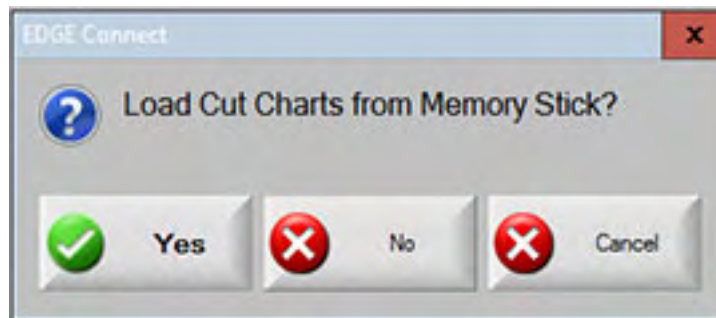 EDGE Connect
Load Cut Charts from Memory Stick?
Yes
No
Cancel